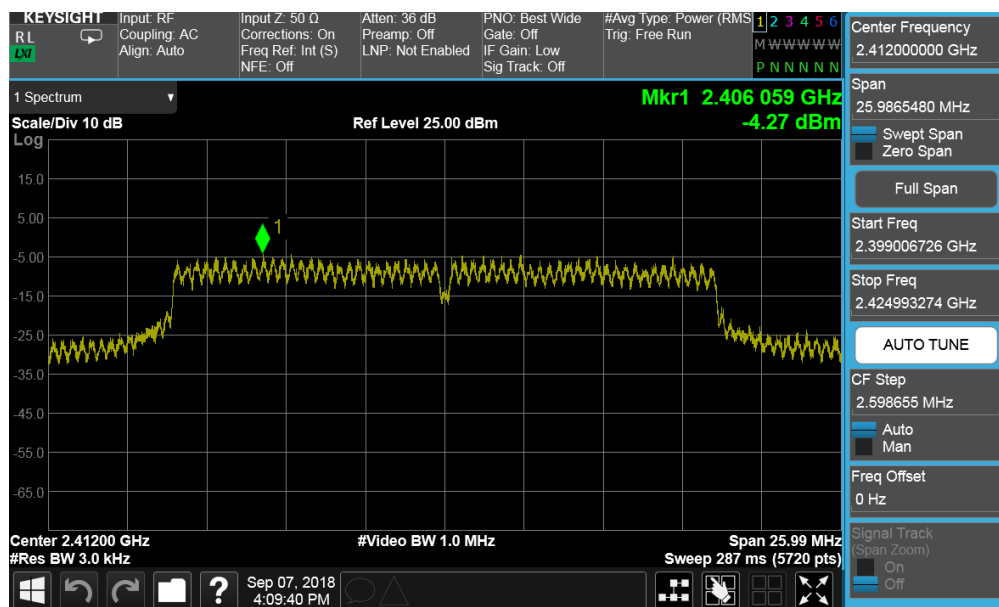 KEYSIGHT
RL
LXI
Input: RF
Coupling: AC
Align: Auto
Input Z: 50 Ω
Corrections: On
Freq Ref: Int (S)
NFE: Off
Atten: 36 dB
Preamp: Off
LNP: Not Enabled
PNO: Best Wide
Gate: Off
IF Gain: Low
Sig Track: Off
#Avg Type: Power (RMS
Trig: Free Run
1 2 3 4 5 6
M W W W W W
P N N N N N
1 Spectrum
Scale/Div 10 dB
Ref Level 25.00 dBm
Mkr1 2.406 059 GHz
-4.27 dBm
Log
15.0
5.00
-5.00
-15.0
-25.0
-35.0
-45.0
-55.0
-65.0
1
Center 2.41200 GHz
#Res BW 3.0 kHz
#Video BW 1.0 MHz
Span 25.99 MHz
Sweep 287 ms (5720 pts)
?
Sep 07, 2018
4:09:40 PM
Center Frequency
2.412000000 GHz
Span
25.9865480 MHz
Swept Span
Zero Span
Full Span
Start Freq
2.399006726 GHz
Stop Freq
2.424993274 GHz
AUTO TUNE
CF Step
2.598655 MHz
Auto
Man
Freq Offset
0 Hz
Signal Track
(Span Zoom)
On
Off